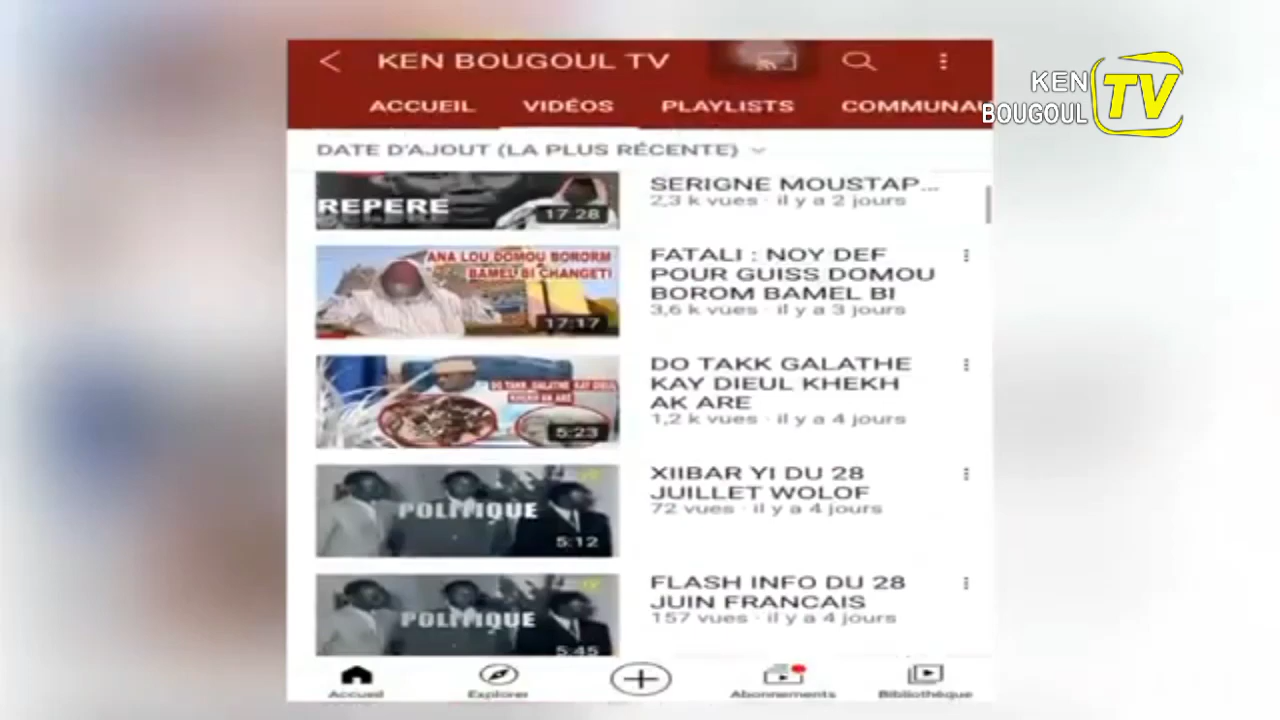 KEN BOUGOUL TV
KEN
BOUGOUL
TV
ACCUEIL VIDÉOS PLAYLISTS COMMUNAU
DATE D'AJOUT (LA PLUS RÉCENTE)
REPERE
17:28
SERIGNE MOUSTAP...
2,3 k vues · il y a 2 jours
ANA LOU DOMOU BORORM
BAMEL BI CHANGETI
17:17
FATALI : NOY DEF
POUR GUISS DOMOU
BOROM BAMEL BI
3,6 k vues · il y a 3 jours
DO TAKK GALATHE KAY DIEUL
KHEKH AK ARE
5:23
DO TAKK GALATHE
KAY DIEUL KHEKH
AK ARE
1,2 k vues · il y a 4 jours
POLITIQUE
5:12
XIIBAR YI DU 28
JUILLET WOLOF
72 vues · il y a 4 jours
POLITIQUE
5:45
FLASH INFO DU 28
JUIN FRANCAIS
157 vues · il y a 4 jours
Accueil Explorer Abonnements Bibliothèque